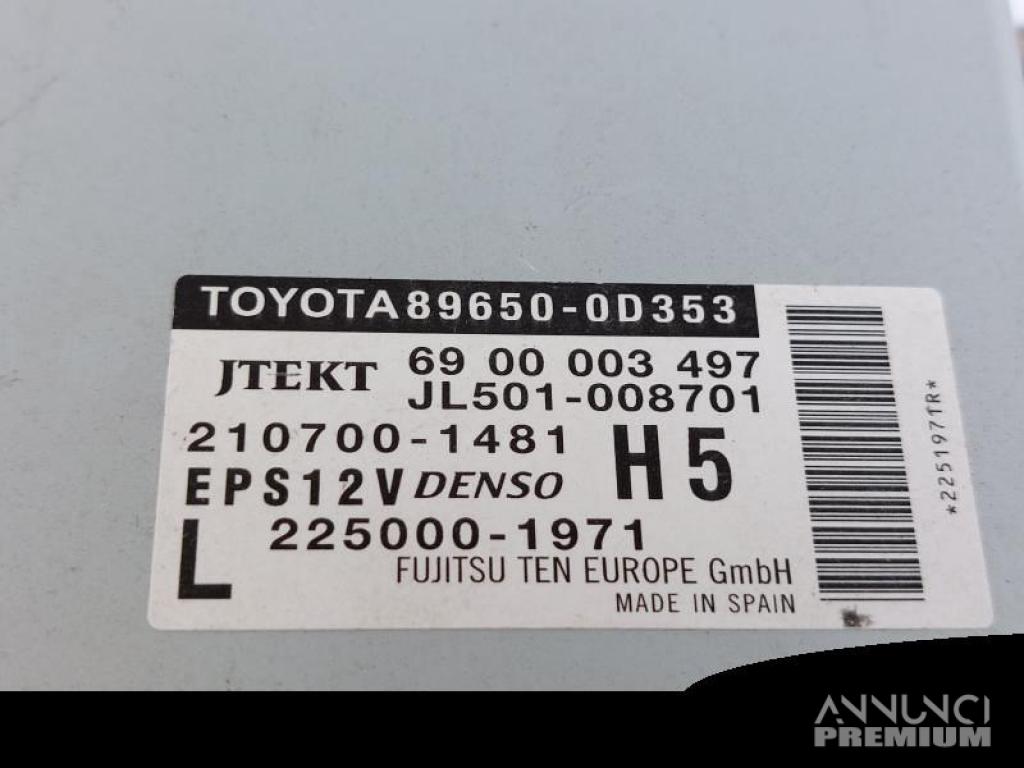 TOYOTA 89650-0D353
JTEKT 69 00 003 497
JL501-008701
210700-1481 H5
EPS12V DENSO
L 225000-1971
FUJITSU TEN EUROPE GmbH
MADE IN SPAIN
*2251971R*
ANNUNCI
PREMIUM